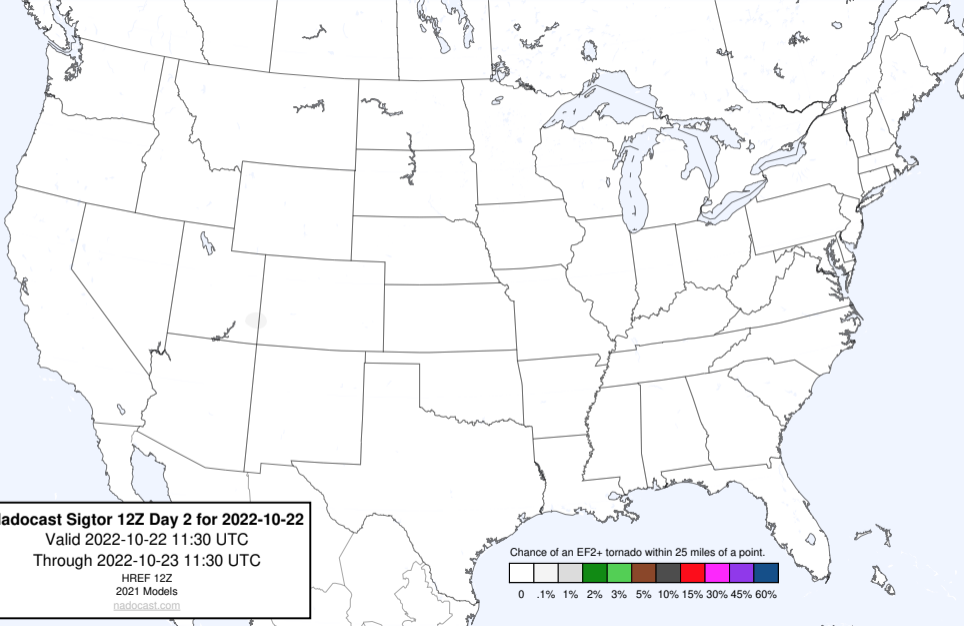 adocast Sigtor 12Z Day 2 for 2022-10-22
Valid 2022-10-22 11:30 UTC
Through 2022-10-23 11:30 UTC
HREF 12Z
2021 Models
nadocast.com
Chance of an EF2+ tornado within 25 miles of a point.
0 .1% 1% 2% 3% 5% 10% 15% 30% 45% 60%